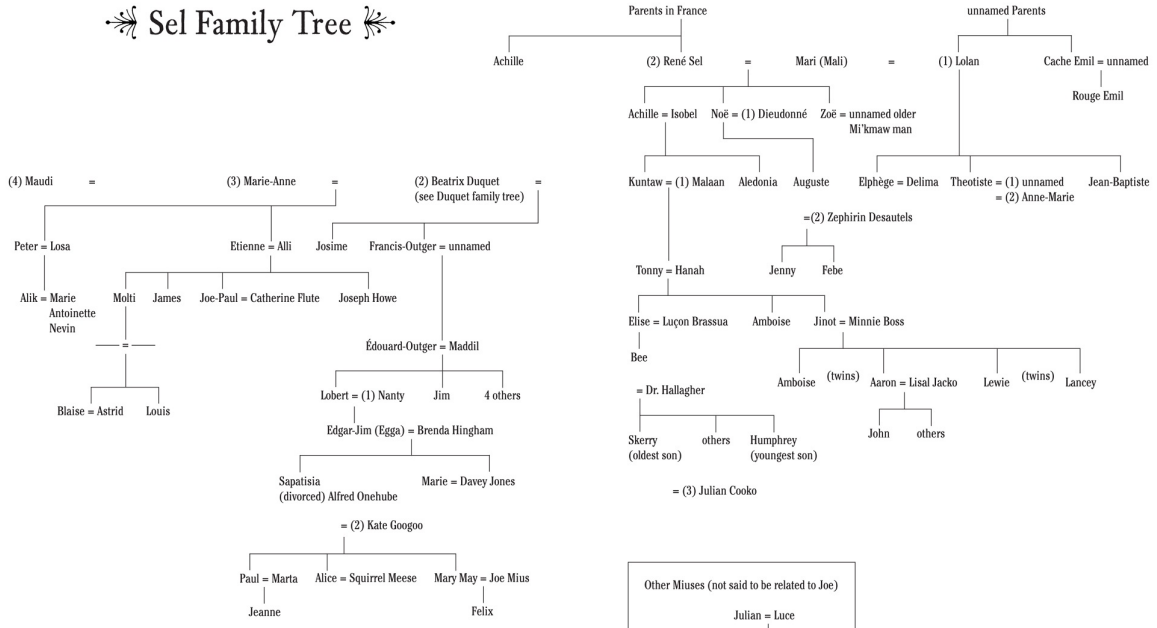 Sel Family Tree
Parents in France
unnamed Parents
Achille
(2) René Sel = Mari (Mali) = (1) Lolan
Cache Emil = unnamed
Rouge Emil
Achille = Isobel
Noë = (1) Dieudonné
Zoë = unnamed older
Mi'kmaw man
(4) Maudi = (3) Marie-Anne = (2) Beatrix Duquet =
(see Duquet family tree)
Kuntaw = (1) Malaan
Aledonia
Auguste
Elphège = Delima
Theotiste = (1) unnamed
= (2) Anne-Marie
Jean-Baptiste
=(2) Zephirin Desautels
Jenny
Febe
Peter = Losa
Etienne = Alli
Josime
Francis-Outger = unnamed
Tonny = Hanah
Alik = Marie
Antoinette
Nevin
Molti
James
Joe-Paul = Catherine Flute
Joseph Howe
Elise = Luçon Brassua
Amboise
Jinot = Minnie Boss
=
Édouard-Outger = Maddil
Bee
Amboise
(twins)
Aaron = Lisal Jacko
Lewie
(twins)
Lancey
= Dr. Hallagher
Blaise = Astrid
Louis
Lobert = (1) Nanty
Jim
4 others
Edgar-Jim (Egga) = Brenda Hingham
John
others
Skerry
(oldest son)
others
Humphrey
(youngest son)
Sapatisia
(divorced) Alfred Onehube
Marie = Davey Jones
= (3) Julian Cooko
= (2) Kate Googoo
Paul = Marta
Alice = Squirrel Meese
Mary May = Joe Mius
Jeanne
Felix
Other Miuses (not said to be related to Joe)
Julian = Luce